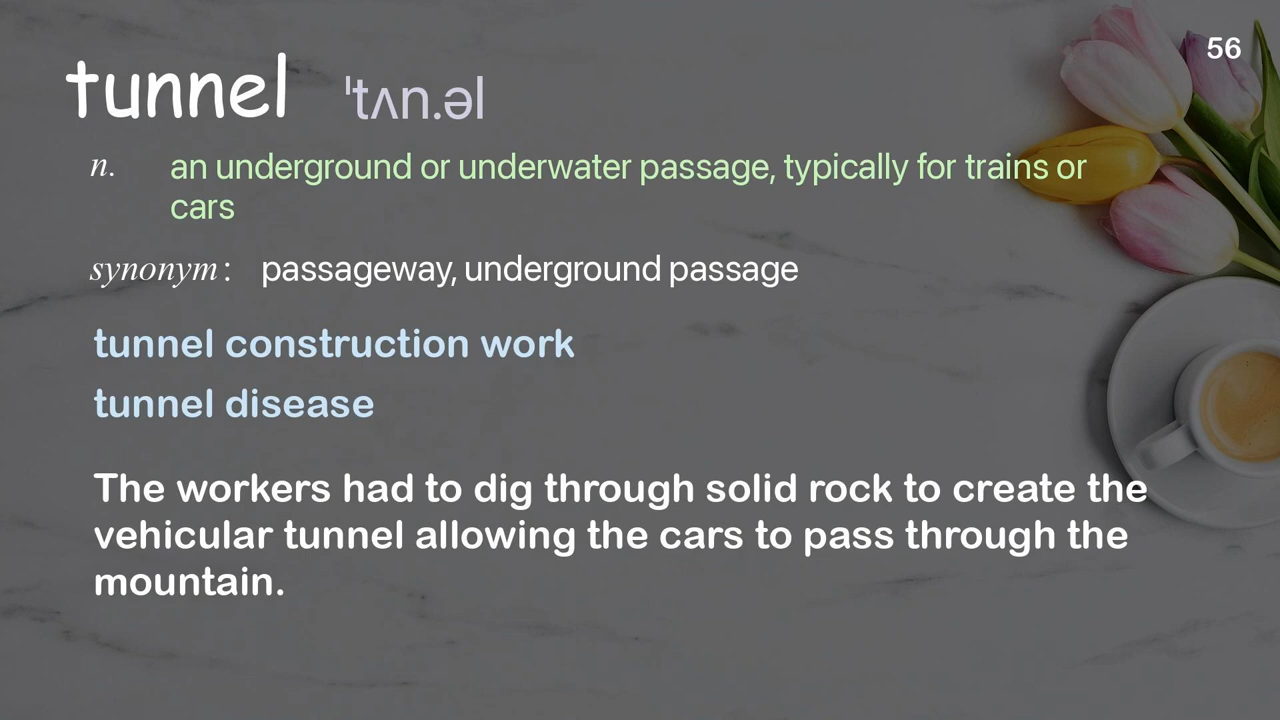 56
tunnel ˈtʌn.əl
n. an underground or underwater passage, typically for trains or
cars
synonym: passageway, underground passage
tunnel construction work
tunnel disease
The workers had to dig through solid rock to create the
vehicular tunnel allowing the cars to pass through the
mountain.